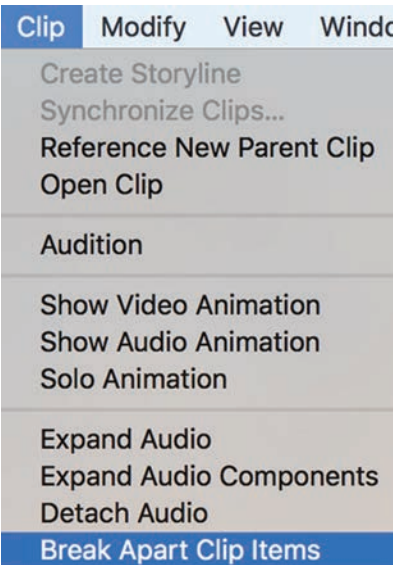 Clip Modify View
Create Storyline
Synchronize Clips...
Reference New Parent Clip
Open Clip
Audition
Show Video Animation
Show Audio Animation
Solo Animation
Expand Audio
Expand Audio Components
Detach Audio
Break Apart Clip Items